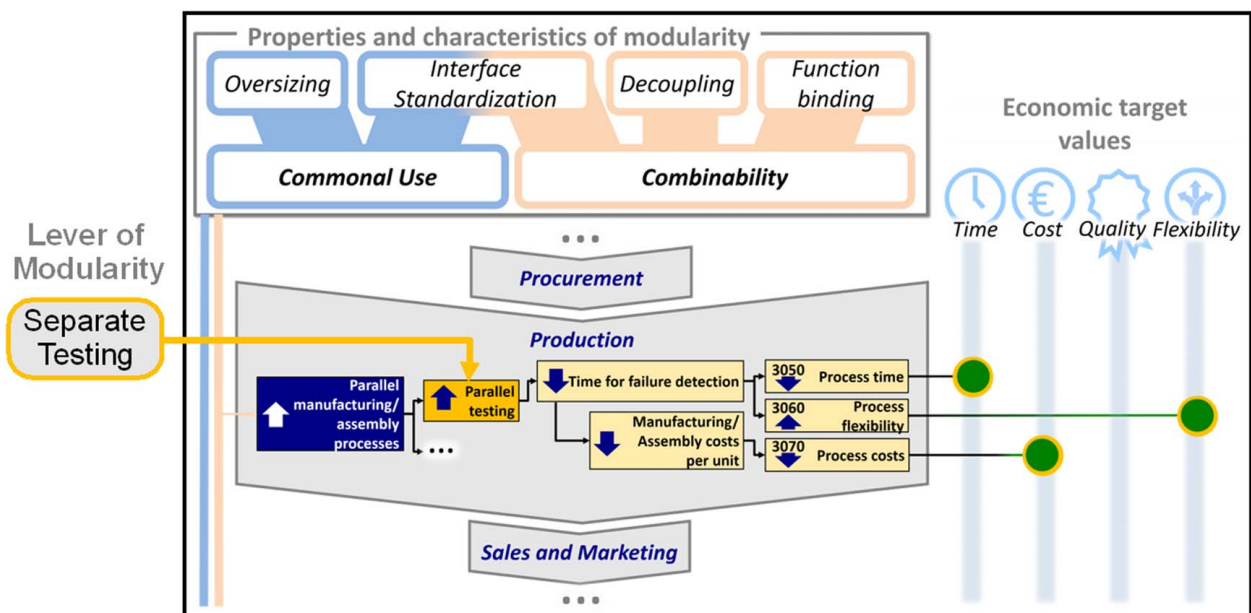 Properties and characteristics of modularity
Oversizing
Interface
Standardization
Decoupling
Function
binding
Commonal Use
Combinability
Economic target
values
€
Time
Cost
Quality
Flexibility
Lever of
Modularity
Separate
Testing
...
Procurement
Production
Parallel
manufacturing/
assembly
processes
Parallel
testing
...
Time for failure detection
Manufacturing/
Assembly costs
per unit
3050
Process time
3060
Process
flexibility
3070
Process costs
Sales and Marketing
...